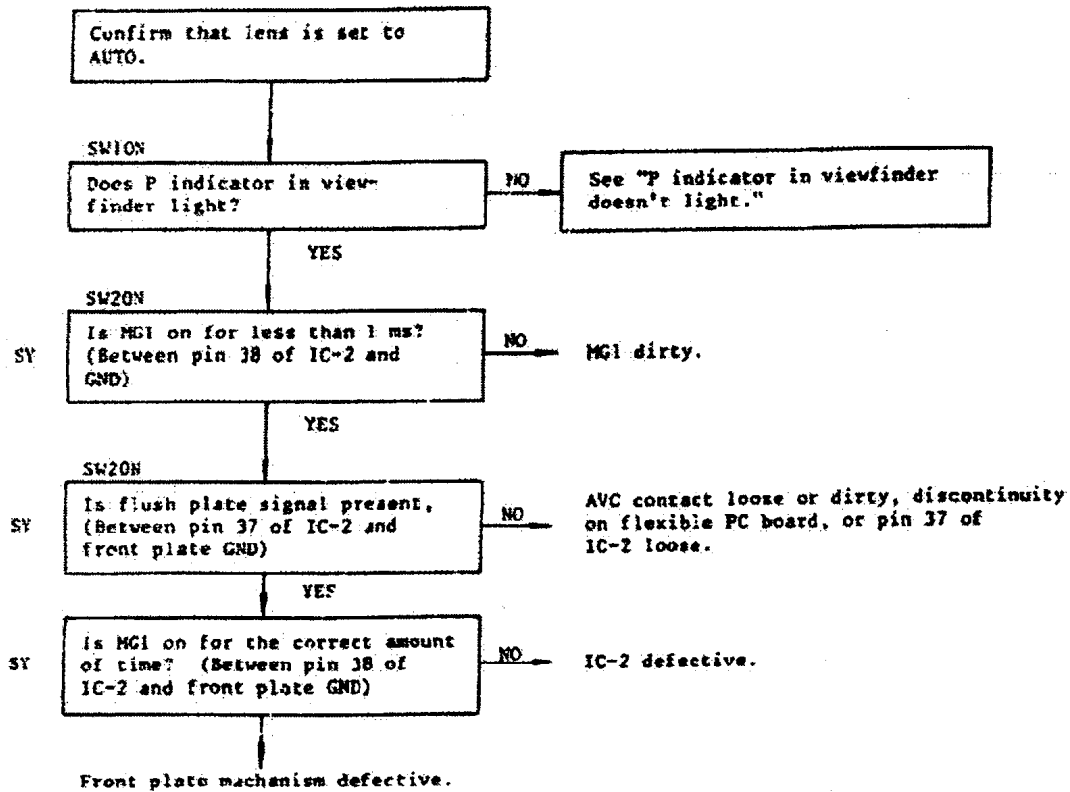 Confirm that lens is set to
AUTO.
SW1ON
Does P indicator in view-
finder light?
NO
See "P indicator in viewfinder
doesn't light."
YES
SW2ON
SY
Is MG1 on for less than 1 ms?
(Between pin 38 of IC-2 and
GND)
NO
MG1 dirty.
YES
SW2ON
SY
Is flush plate signal present,
(Between pin 37 of IC-2 and
front plate GND)
NO
AVC contact loose or dirty, discontinuity
on flexible PC board, or pin 37 of
IC-2 loose.
YES
SY
Is MG1 on for the correct amount
of time? (Between pin 38 of
IC-2 and front plate GND)
NO
IC-2 defective.
Front plate machanism defective.